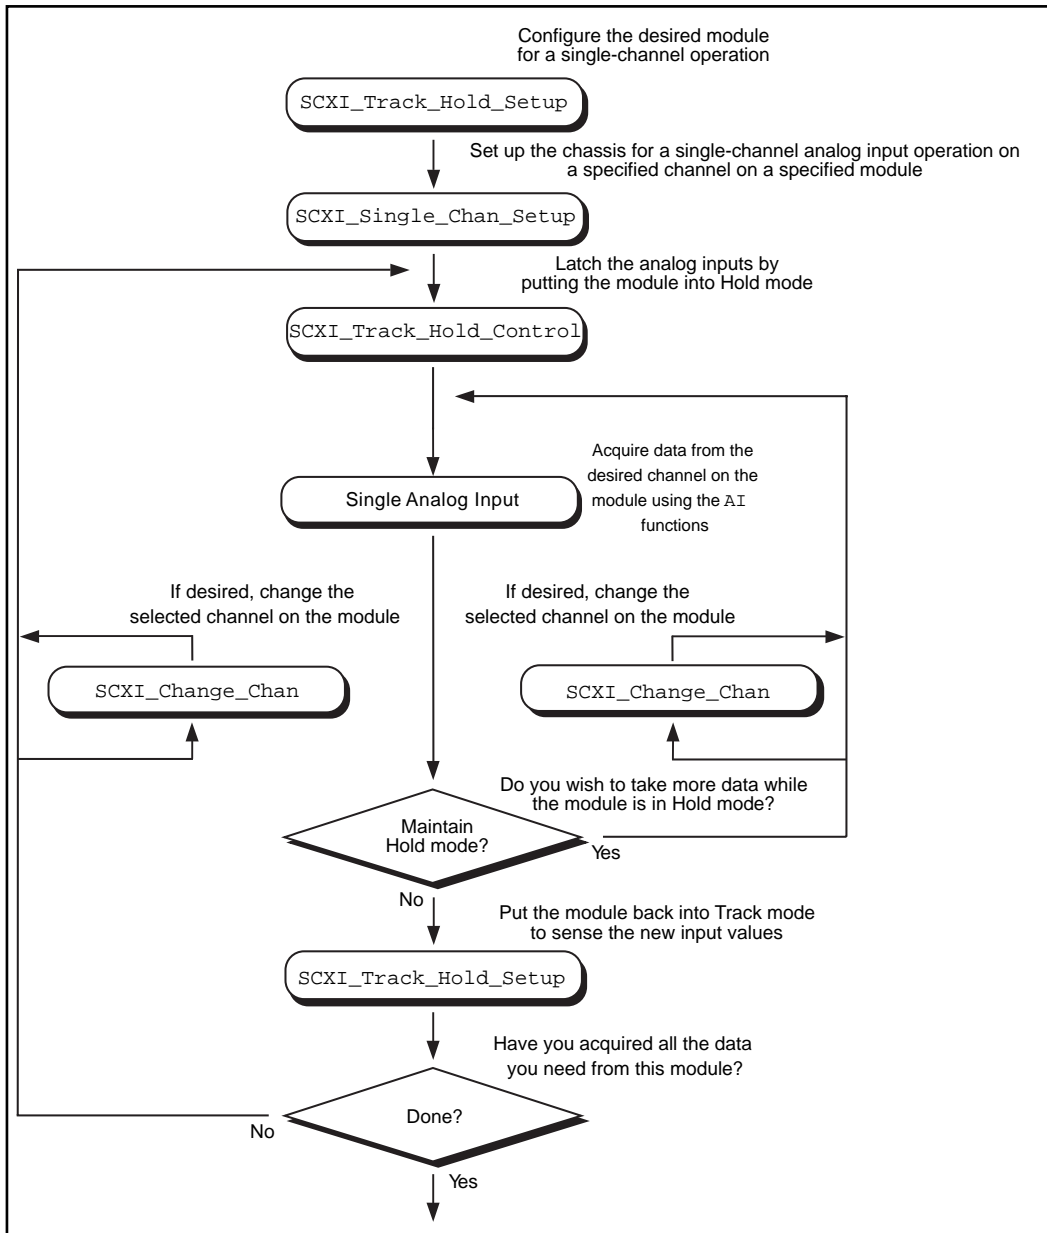 Configure the desired module
for a single-channel operation
SCXI_Track_Hold_Setup
Set up the chassis for a single-channel analog input operation on
a specified channel on a specified module
SCXI_Single_Chan_Setup
Latch the analog inputs by
putting the module into Hold mode
SCXI_Track_Hold_Control
Acquire data from the
desired channel on the
module using the AI
functions
Single Analog Input
If desired, change the
selected channel on the module
SCXI_Change_Chan
If desired, change the
selected channel on the module
SCXI_Change_Chan
Do you wish to take more data while
the module is in Hold mode?
Maintain
Hold mode?
Yes
No
Put the module back into Track mode
to sense the new input values
SCXI_Track_Hold_Setup
Have you acquired all the data
you need from this module?
Done?
No
Yes